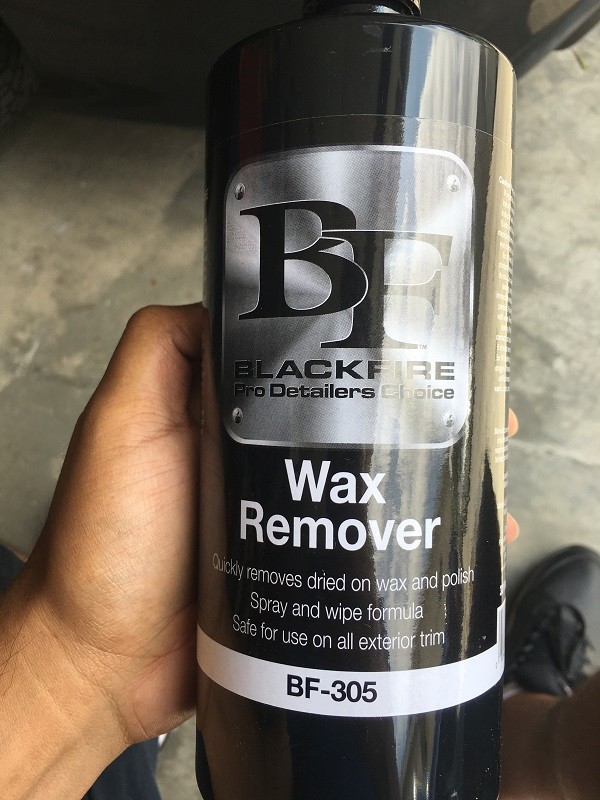 BF
BLACKFIRE
Pro Detailers Choice
Wax
Remover
Quickly removes dried on wax and polish
Spray and wipe formula
Safe for use on all exterior trim
BF-305